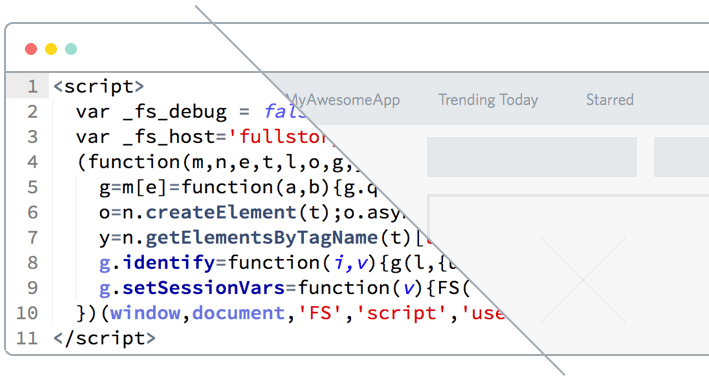 MyAwesomeApp Trending Today Starred
1 <script>
2 var _fs_debug = fals
3 var _fs_host='fullstor
4 (function(m,n,e,t,l,o,g,
5 g=m[e]=function(a,b){g.q
6 o=n.createElement(t);o.asyn
7 y=n.getElementsByTagName(t)[
8 g.identify=function(i,v){g(l,{
9 g.setSessionVars=function(v){FS(
10 })(window,document,'FS','script','use
11 </script>